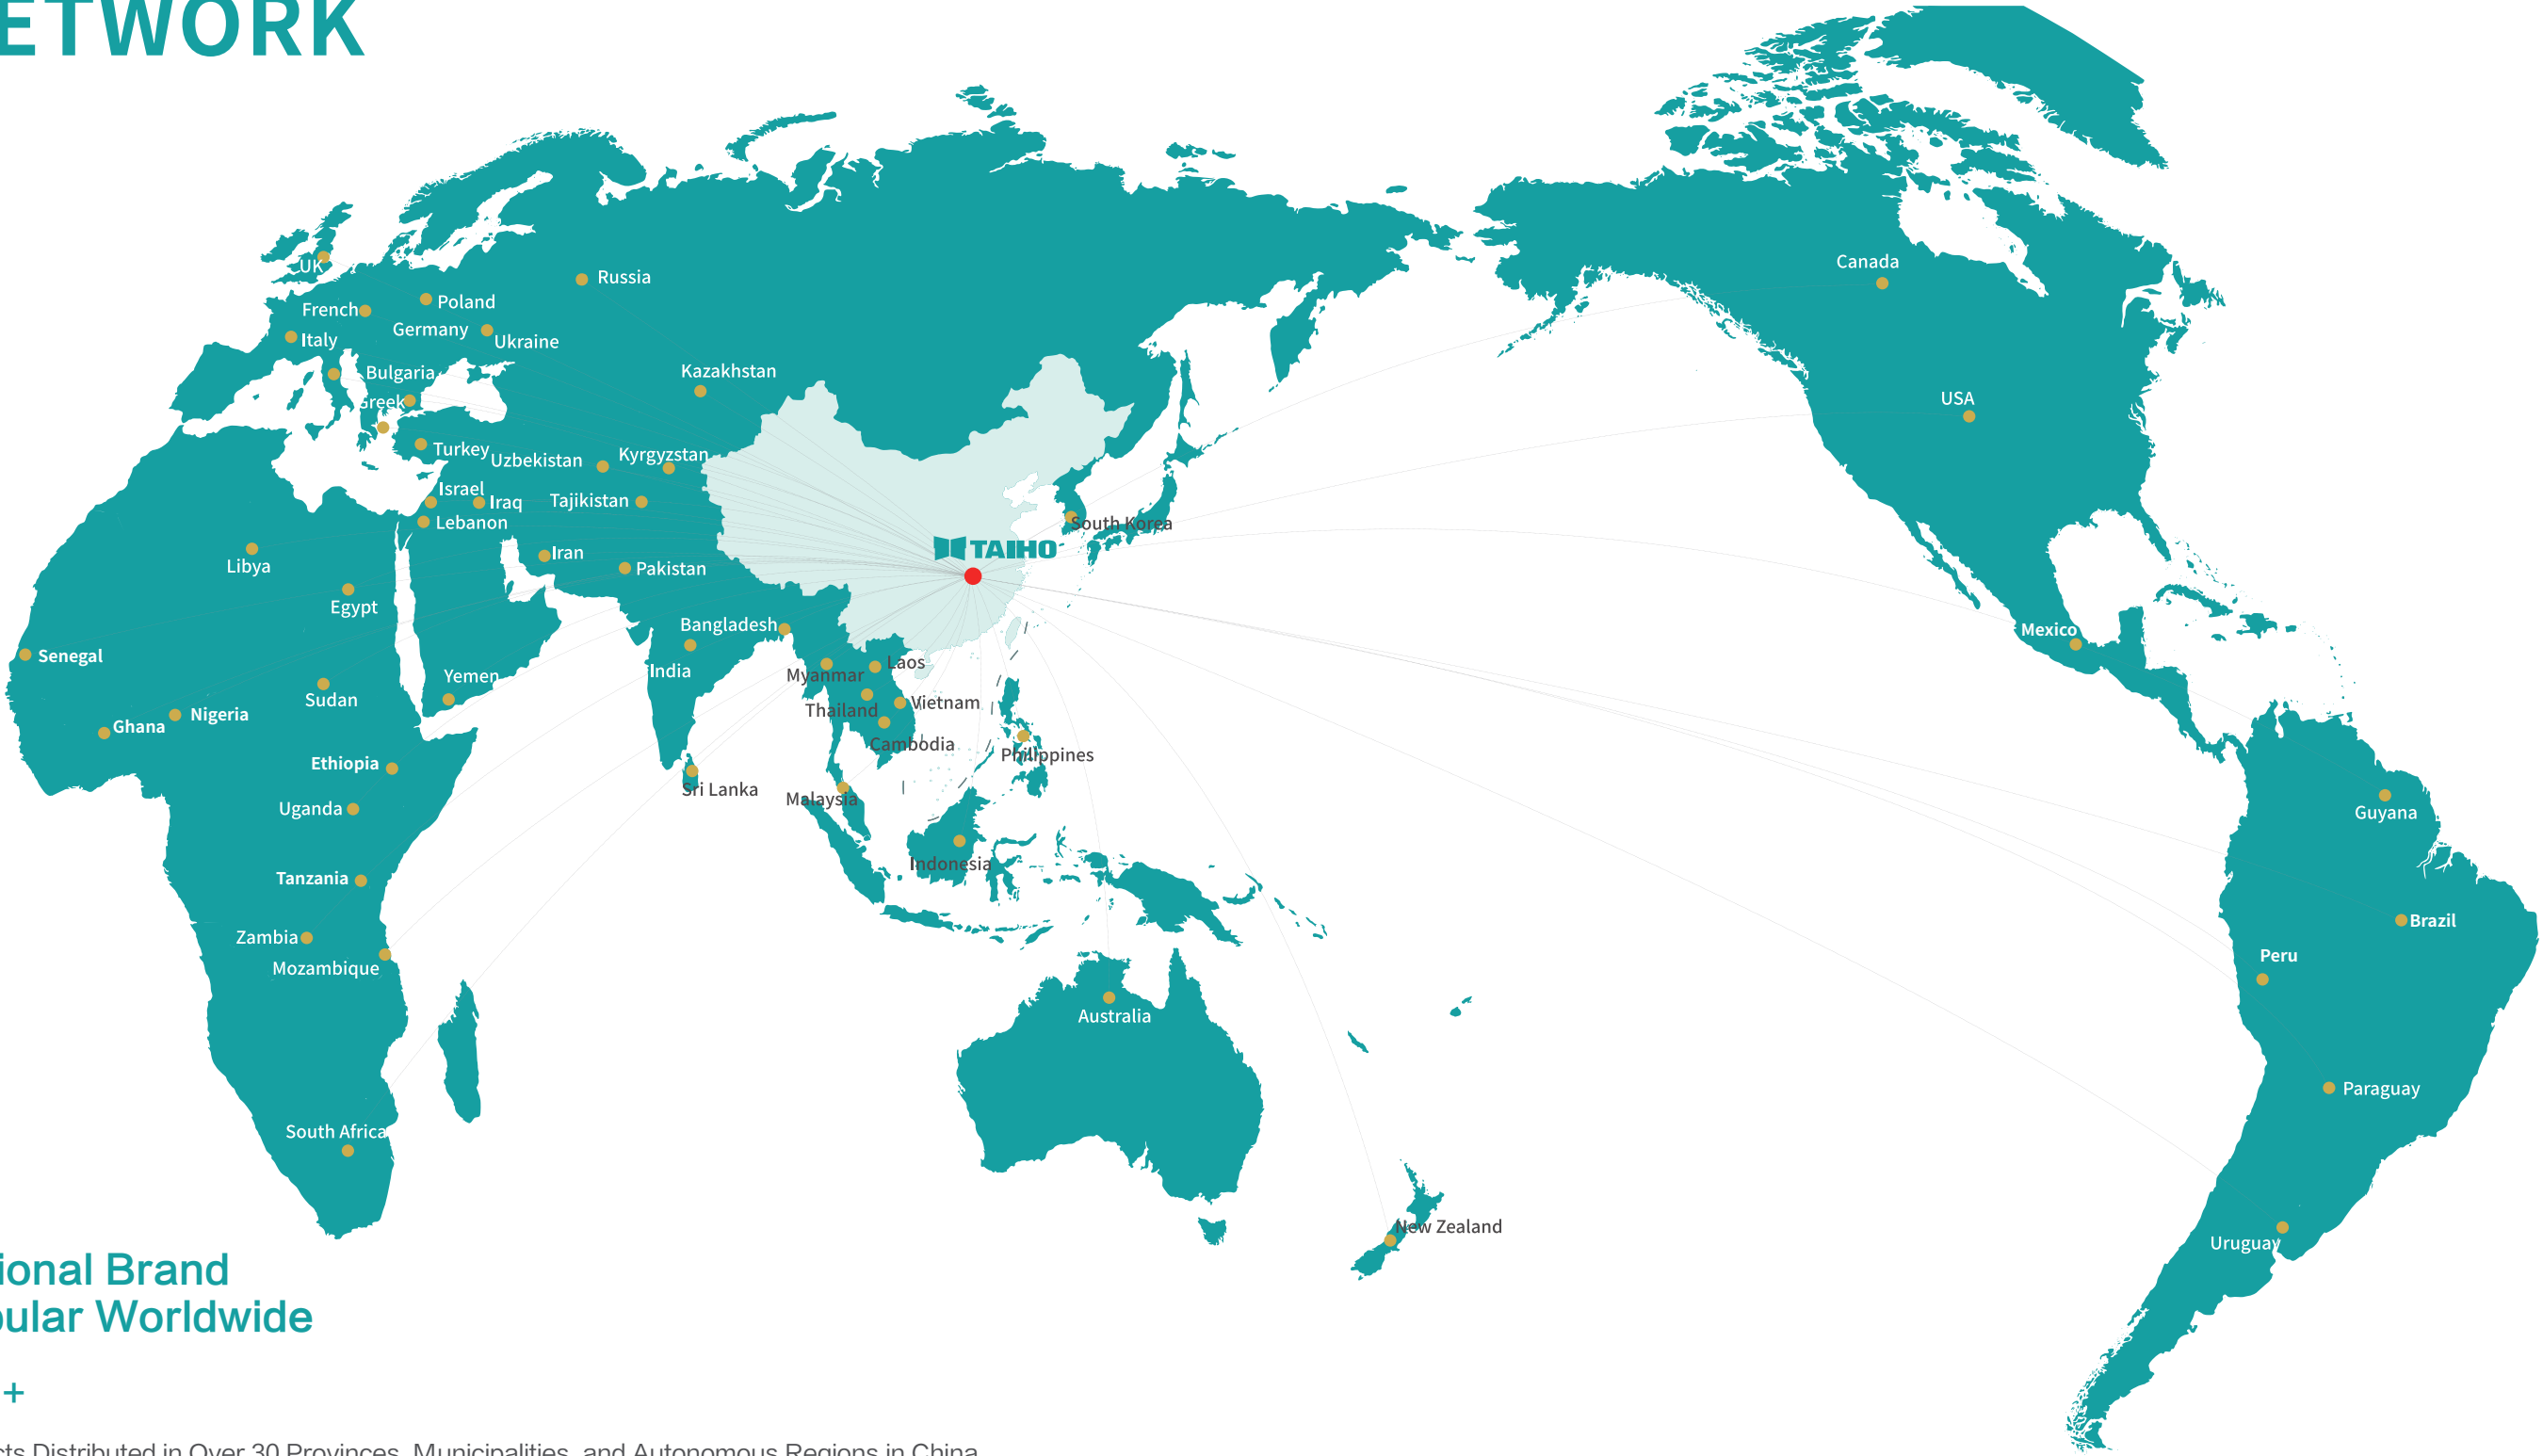 ETWORK
UK
Russia
Canada
Poland
French
Germany
Ukraine
Italy
Bulgaria
Kazakhstan
USA
Greek
Turkey
Uzbekistan
Kyrgyzstan
Israel
Iraq
Tajikistan
Lebanon
South Korea
TAIHO
Iran
Libya
Pakistan
Egypt
Bangladesh
Mexico
Senegal
India
Laos
Myanmar
Yemen
Sudan
Vietnam
Thailand
Nigeria
Ghana
Cambodia
Philippines
Ethiopia
Sri Lanka
Malaysia
Uganda
Guyana
Indonesia
Tanzania
Brazil
Zambia
Peru
Mozambique
Australia
Paraguay
South Africa
New Zealand
Uruguay
ional Brand
pular Worldwide
+
cts Distributed in Over 30 Provinces, Municipalities, and Autonomous Regions in China